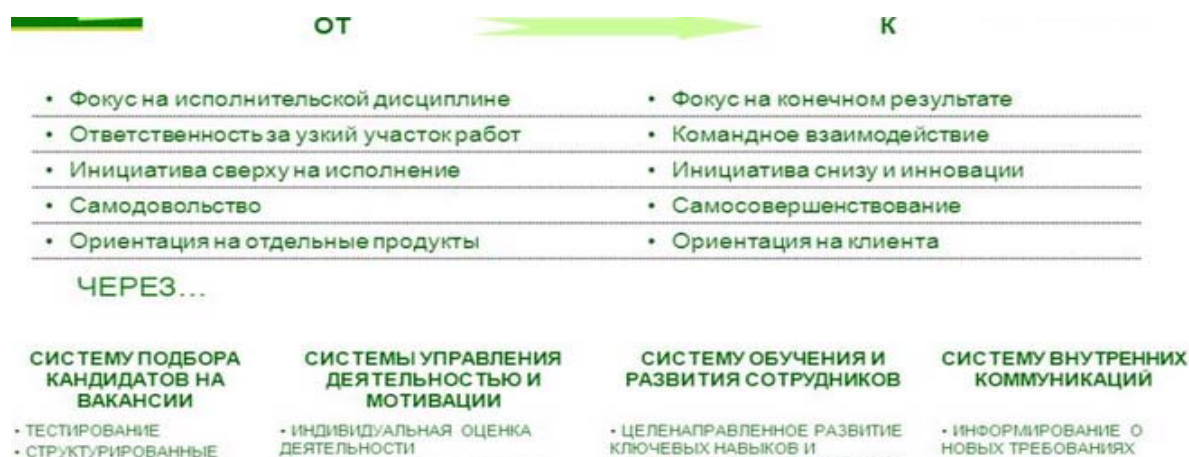 ОТ К
• Фокус на исполнительской дисциплине • Фокус на конечном результате
• Ответственность за узкий участок работ • Командное взаимодействие
• Инициатива сверху на исполнение • Инициатива снизу и инновации
• Самодовольство • Самосовершенствование
• Ориентация на отдельные продукты • Ориентация на клиента
ЧЕРЕЗ...
СИСТЕМУ ПОДБОРА
КАНДИДАТОВ НА
ВАКАНСИИ
• ТЕСТИРОВАНИЕ
• СТРУКТУРИРОВАННЫЕ
СИСТЕМЫ УПРАВЛЕНИЯ
ДЕЯТЕЛЬНОСТЬЮ И
МОТИВАЦИИ
• ИНДИВИДУАЛЬНАЯ ОЦЕНКА
ДЕЯТЕЛЬНОСТИ
СИСТЕМУ ОБУЧЕНИЯ И
РАЗВИТИЯ СОТРУДНИКОВ
• ЦЕЛЕНАПРАВЛЕННОЕ РАЗВИТИЕ
КЛЮЧЕВЫХ НАВЫКОВ И
СИСТЕМУ ВНУТРЕННИХ
КОММУНИКАЦИЙ
• ИНФОРМИРОВАНИЕ О
НОВЫХ ТРЕБОВАНИЯХ